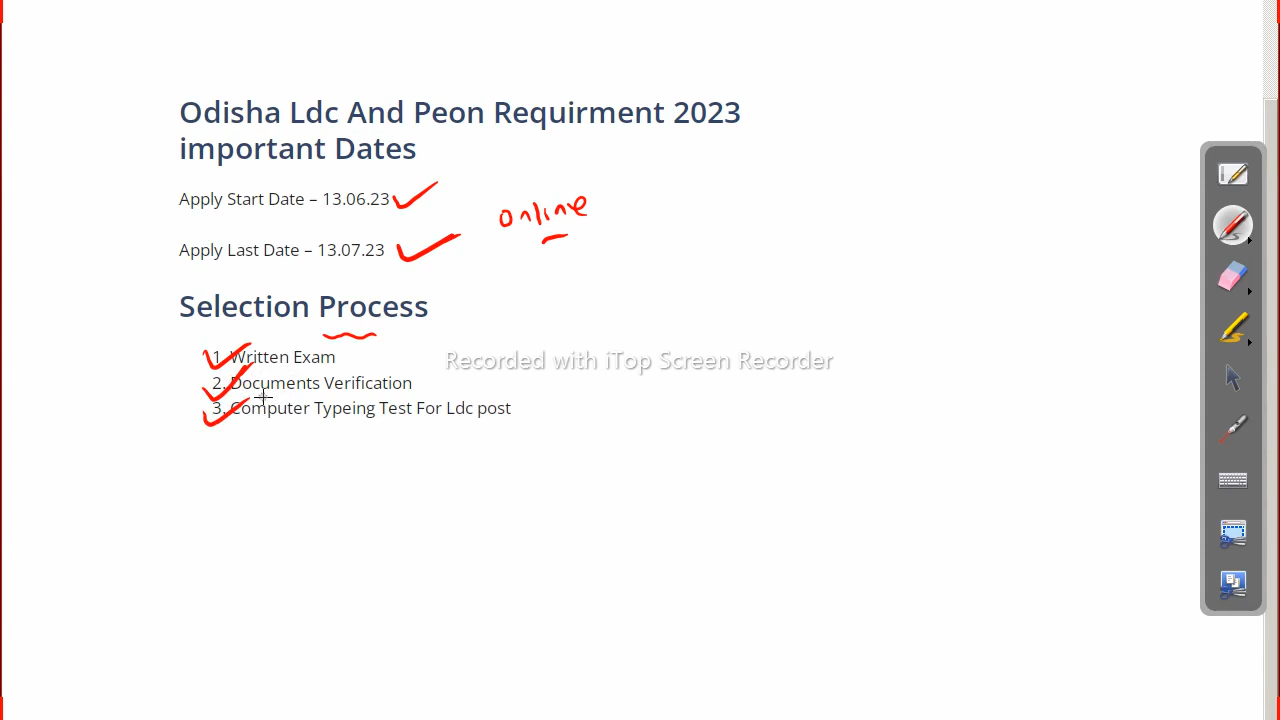 Odisha Ldc And Peon Requirment 2023
important Dates
Apply Start Date – 13.06.23
online
Apply Last Date – 13.07.23
Selection Process
1. Written Exam
Recorded with iTop Screen Recorder
2. Documents Verification
3. Computer Typeing Test For Ldc post